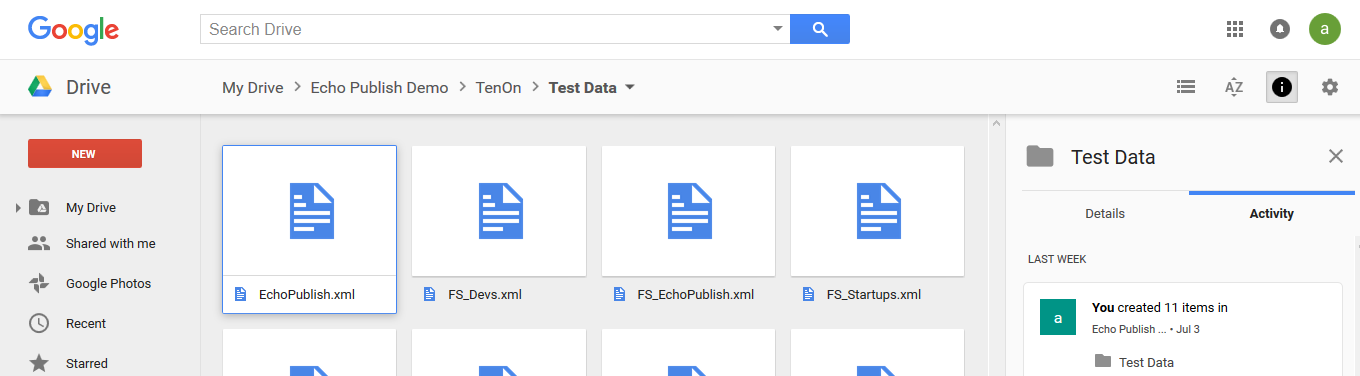 Google
Search Drive
a
Drive
My Drive > Echo Publish Demo > TenOn > Test Data
AZ
i
NEW
My Drive
Shared with me
Google Photos
Recent
Starred
EchoPublish.xml
FS_Devs.xml
FS_EchoPublish.xml
FS_Startups.xml
Test Data
Details
Activity
LAST WEEK
a
You created 11 items in
Echo Publish ... • Jul 3
Test Data